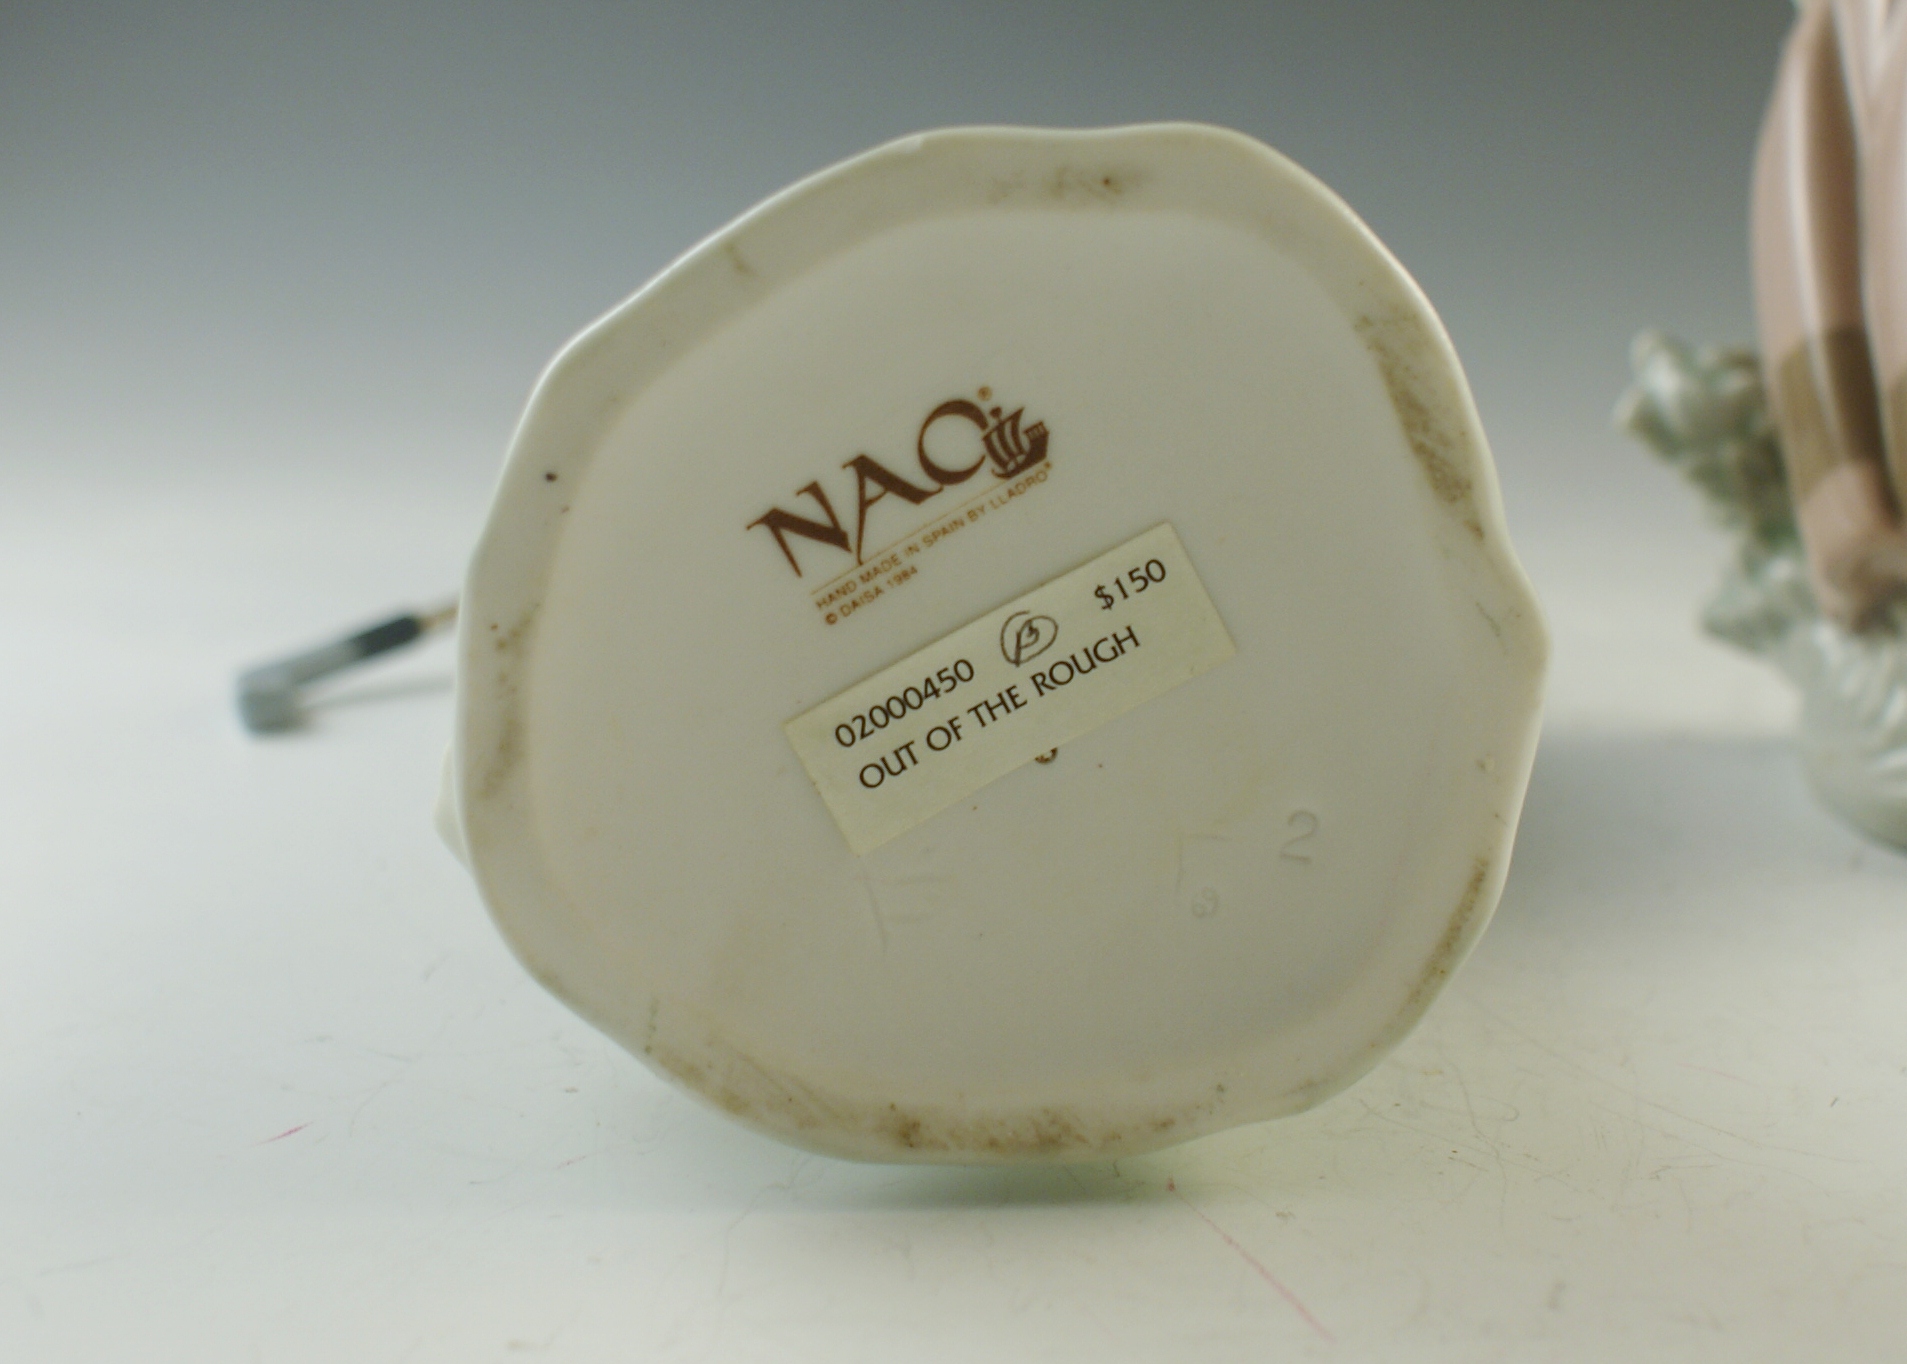 NAO®
HAND MADE IN SPAIN BY LLADRO®
© DAISA 1984
02000450 $150
OUT OF THE ROUGH
2